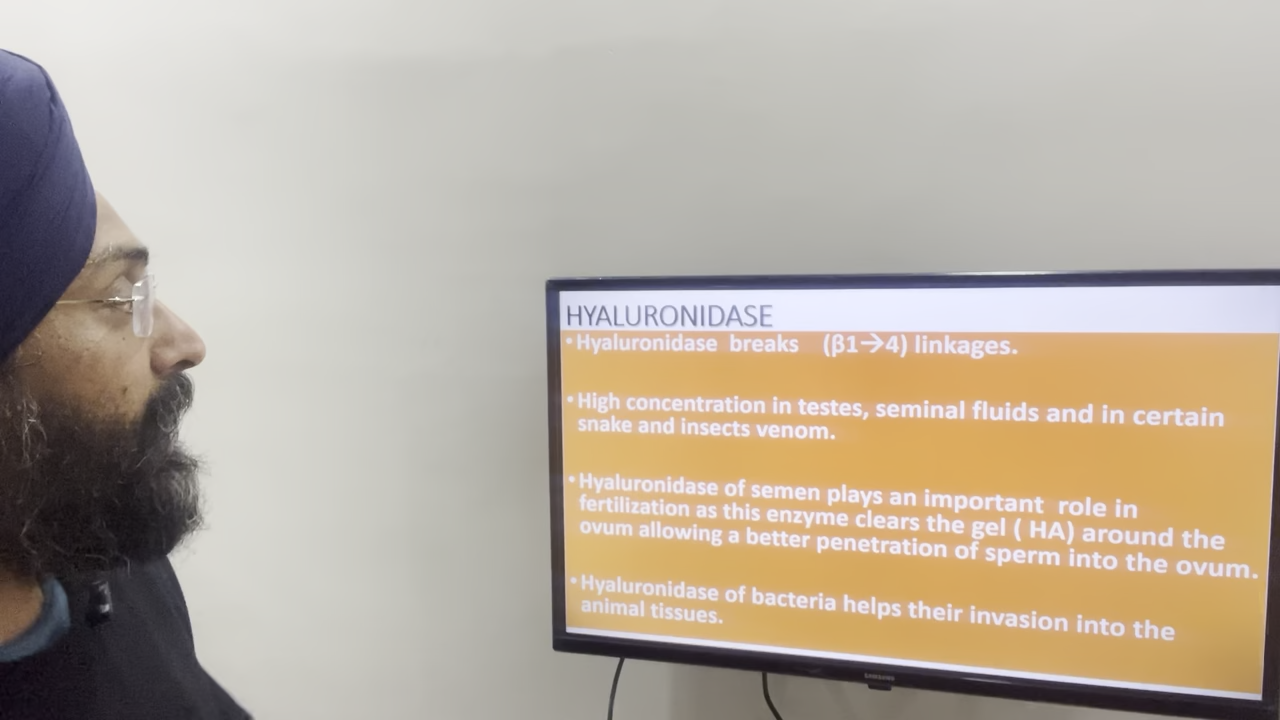 HYALURONIDASE
•Hyaluronidase breaks (β1→4) linkages.
•High concentration in testes, seminal fluids and in certain
snake and insects venom.
•Hyaluronidase of semen plays an important role in
fertilization as this enzyme clears the gel ( HA) around the
ovum allowing a better penetration of sperm into the ovum.
•Hyaluronidase of bacteria helps their invasion into the
animal tissues.
SAMSUNG